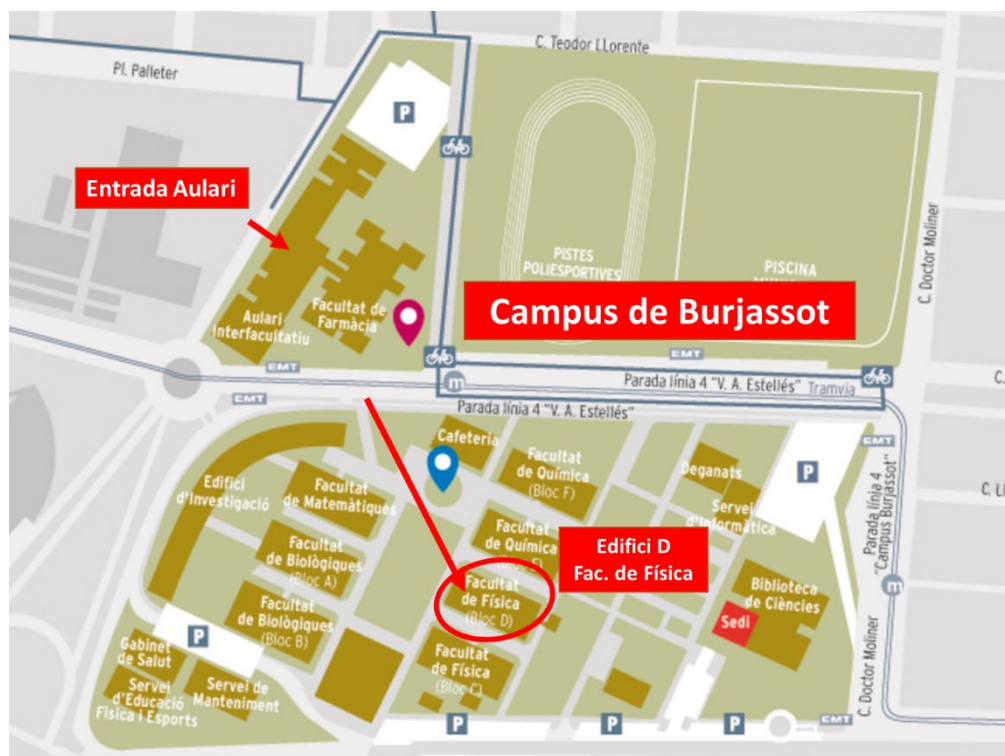 C. Teodor LLorente
Pl. Palleter
P
Entrada Aulari
C. Doctor Moliner
PISTES
POLIESPORTIVES
PISCINA
Campus de Burjassot
Facultat de
Farmàcia
Aulari
Interfacultatiu
EMT
EMT
m
Parada línia 4 "V. A. Estellés" Tramvia
C.
EMT
Parada línia 4 "V. A. Estellés"
Cafeteria
EMT
Facultat
de Química
(Bloc F)
Deganats
P
Edifici
d'Investigació
Facultat
de Matemàtiques
Servei
d'Informàtica
Parada línia 4
"Campus Burjassot"
Facultat
de Química
Edifici D
Fac. de Física
Facultat
de Biològiques
(Bloc A)
Facultat
de Física
(Bloc D)
Biblioteca
de Ciències
m
Sedi
Facultat
de Biològiques
(Bloc B)
P
Gabinet
de Salut
Facultat
de Física
(Bloc C)
Servei
d'Educació
Física i Esports
Servei de
Manteniment
C. Doctor Moliner
P
P
P
EMT